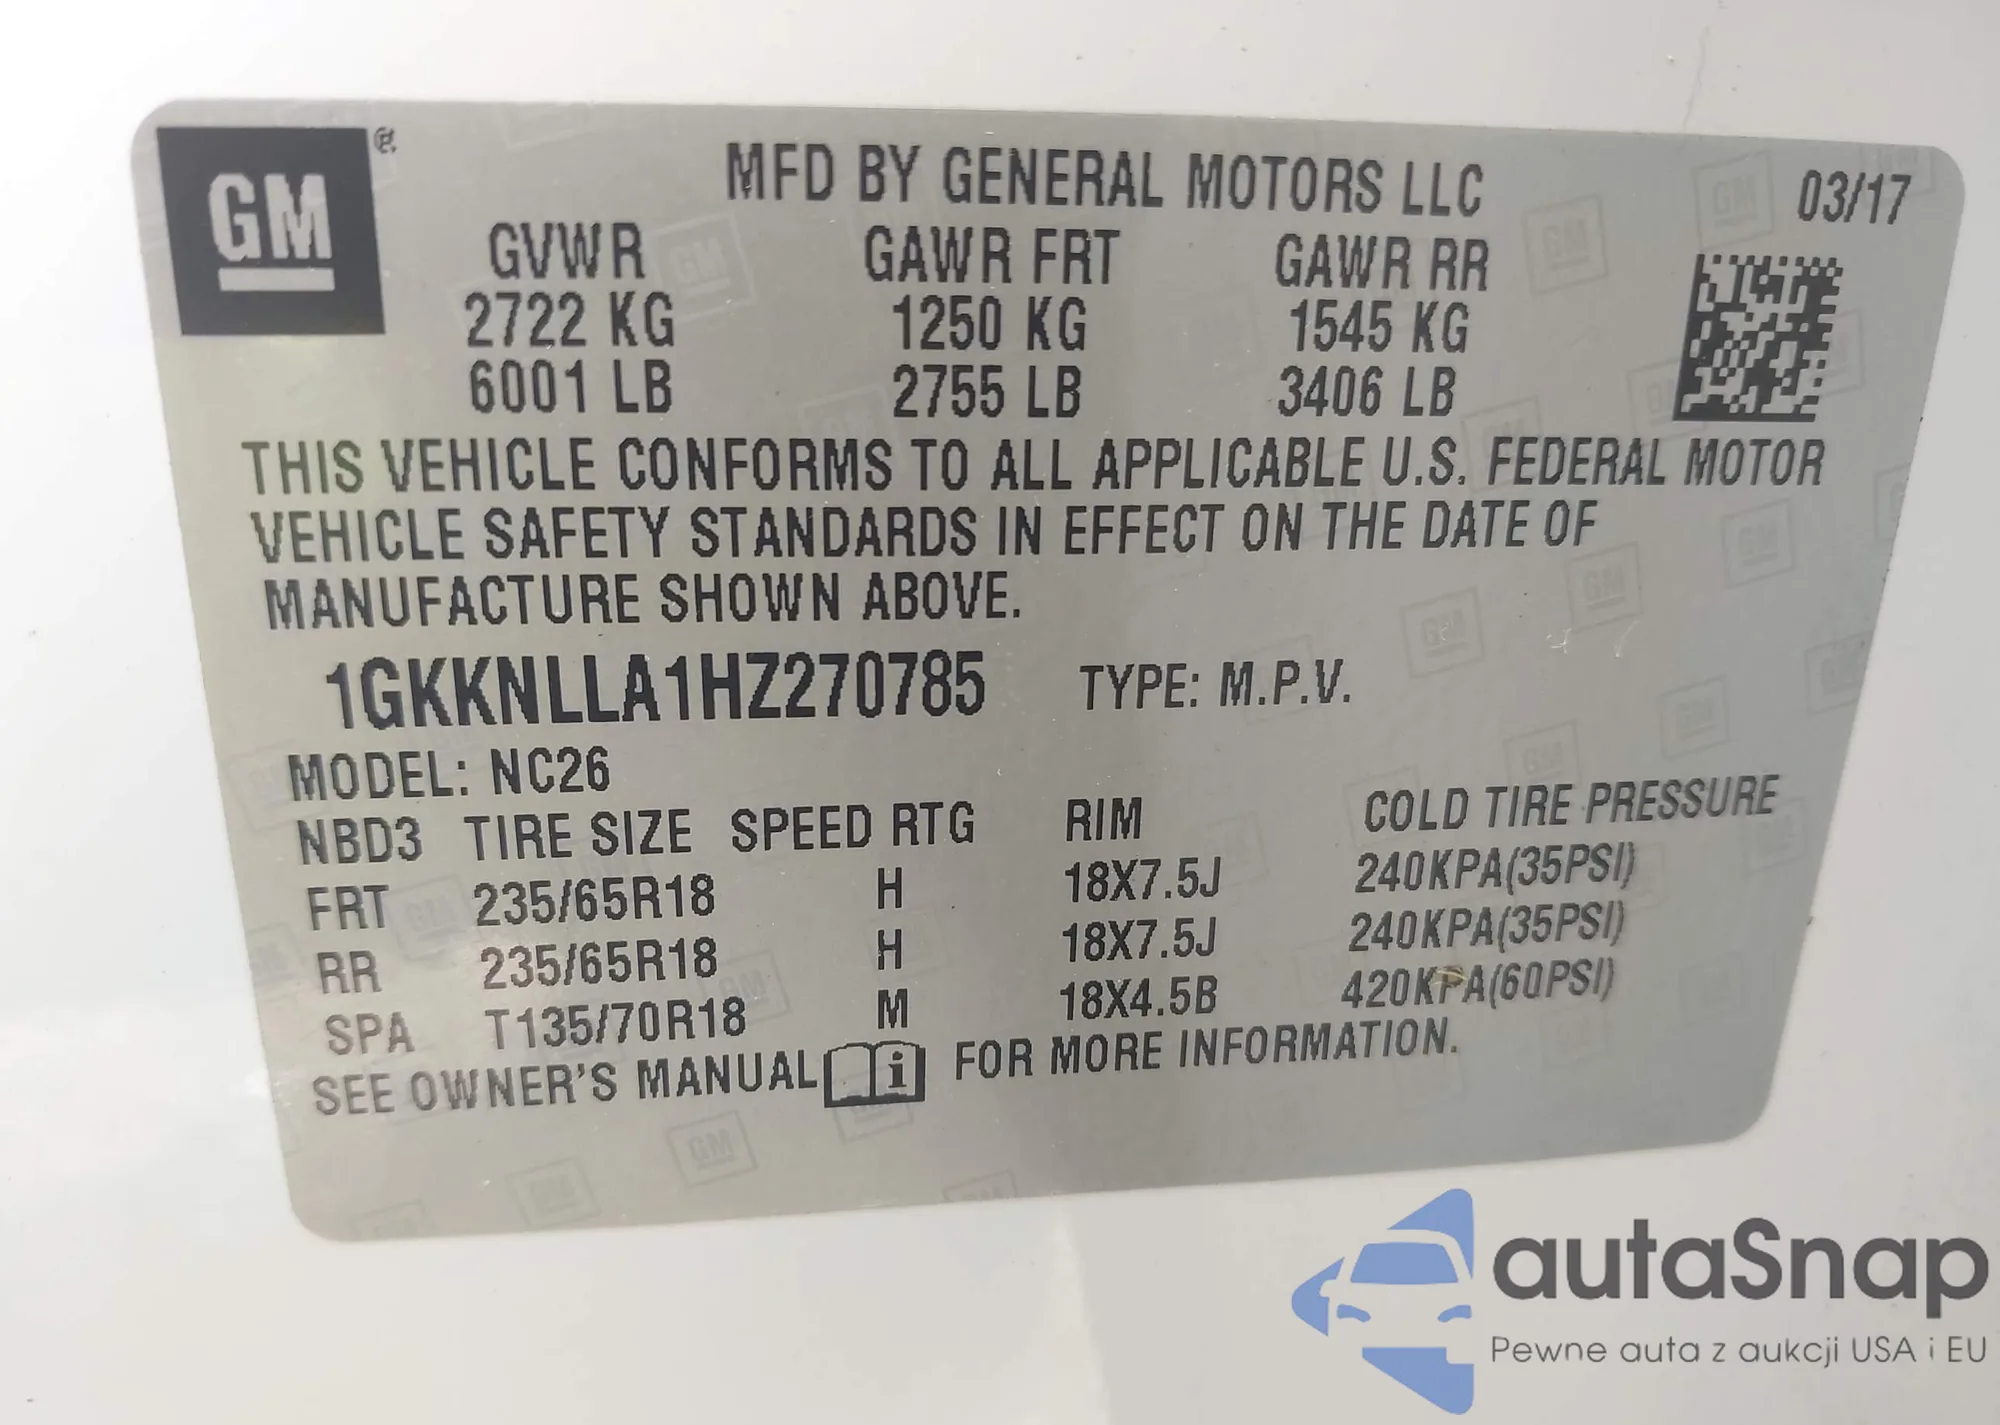 GM
MFD BY GENERAL MOTORS LLC 03/17
GVWR GAWR FRT GAWR RR
2722 KG 1250 KG 1545 KG
6001 LB 2755 LB 3406 LB
THIS VEHICLE CONFORMS TO ALL APPLICABLE U.S. FEDERAL MOTOR
VEHICLE SAFETY STANDARDS IN EFFECT ON THE DATE OF
MANUFACTURE SHOWN ABOVE.
1GKKNLLA1HZ270785 TYPE: M.P.V.
MODEL: NC26
NBD3 TIRE SIZE SPEED RTG RIM COLD TIRE PRESSURE
FRT 235/65R18 H 18X7.5J 240KPA(35PSI)
RR 235/65R18 H 18X7.5J 240KPA(35PSI)
SPA T135/70R18 M 18X4.5B 420KPA(60PSI)
SEE OWNER'S MANUAL i FOR MORE INFORMATION.
autaSnap
Pewne auta z aukcji USA i EU